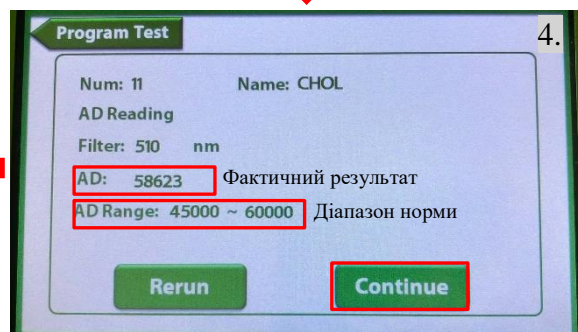 Program Test
4.
Num: 11 Name: CHOL
AD Reading
Filter: 510 nm
AD: 58623 Фактичний результат
AD Range: 45000 ~ 60000 Діапазон норми
Rerun Continue